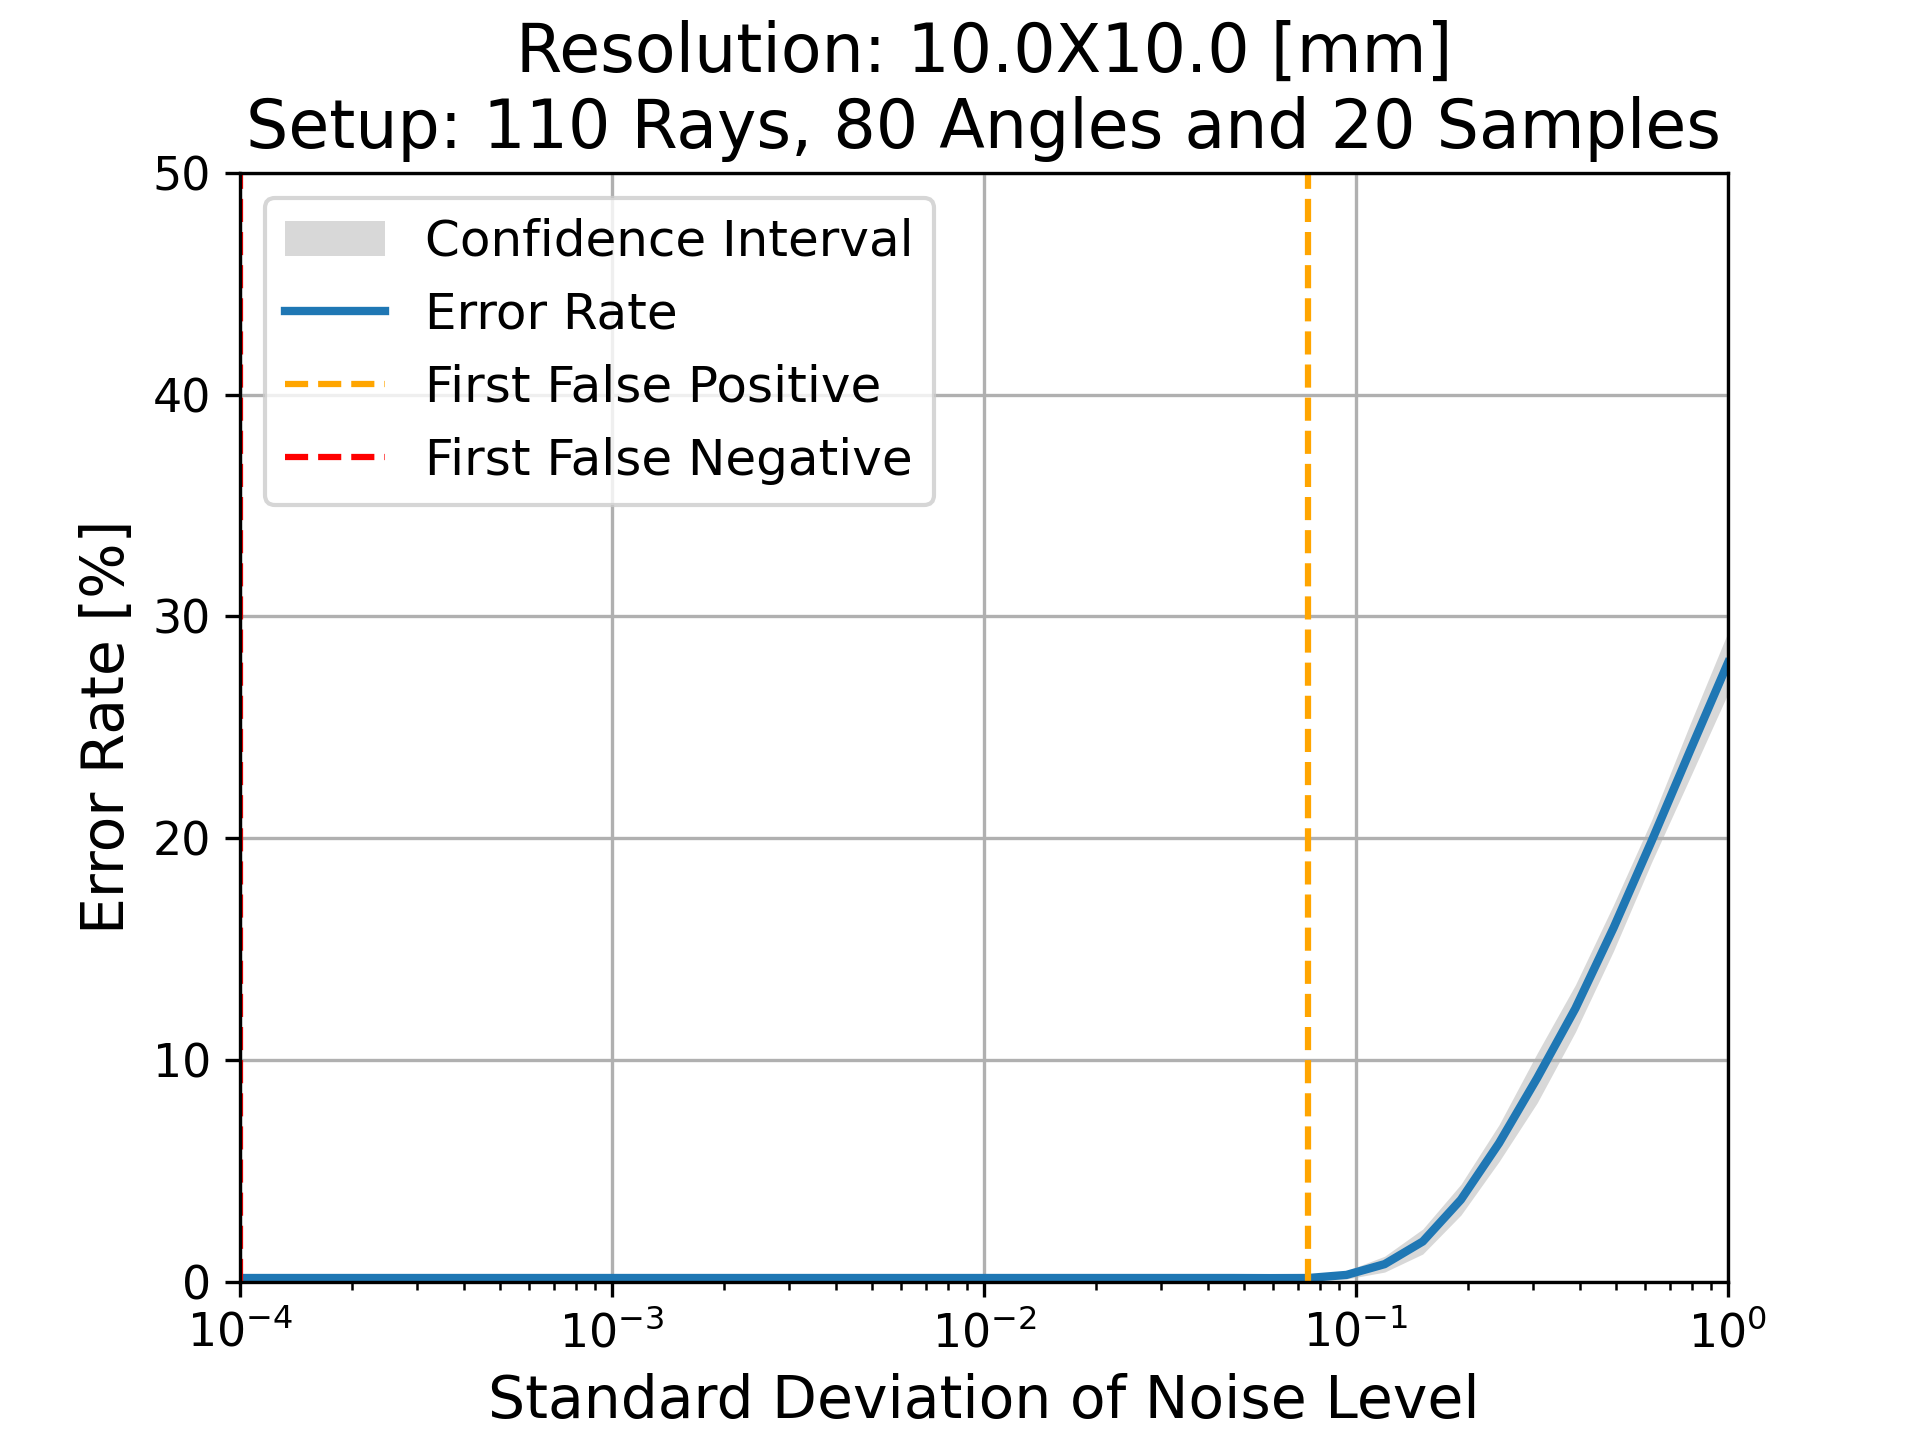 Resolution: 10.0X10.0 [mm]
Setup: 110 Rays, 80 Angles and 20 Samples
50
40
30
20
10
0
Error Rate [%]
Confidence Interval
Error Rate
First False Positive
First False Negative
10⁻⁴ 10⁻³ 10⁻² 10⁻¹ 10⁰
Standard Deviation of Noise Level